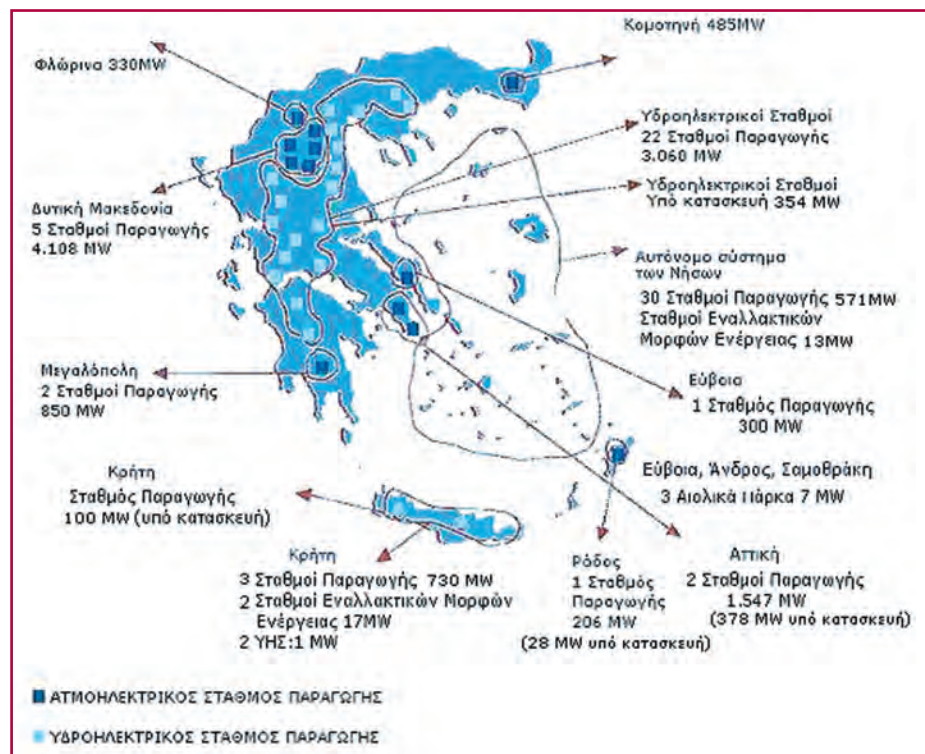 Κομοτηνή 485MW
Φλώρινα 330MW
Υδροηλεκτρικοί Σταθμοί
22 Σταθμοί Παραγωγής
3.060 MW
Υδροηλεκτρικοί Σταθμοί
Υπό κατασκευή 354 MW
Δυτική Μακεδονία
5 Σταθμοί Παραγωγής
4.108 MW
Αυτόνομο σύστημα
των Νήσων
30 Σταθμοί Παραγωγής 571MW
Σταθμοί Εναλλακτικών
Μορφών Ενέργειας 13MW
Μεγαλόπολη
2 Σταθμοί Παραγωγής
850 MW
Εύβοια
1 Σταθμός Παραγωγής
300 MW
Εύβοια, Άνδρος, Σαμοθράκη
3 Αιολικά Πάρκα 7 MW
Κρήτη
Σταθμός Παραγωγής
100 MW (υπό κατασκευή)
Κρήτη
3 Σταθμοί Παραγωγής 730 MW
2 Σταθμοί Εναλλακτικών Μορφών
Ενέργειας 17MW
2 ΥΗΣ:1 MW
Ρόδος
1 Σταθμός
Παραγωγής
206 MW
(28 MW υπό κατασκευή)
Αττική
2 Σταθμοί Παραγωγής
1.547 MW
(378 MW υπό κατασκευή)
ΑΤΜΟΗΛΕΚΤΡΙΚΟΣ ΣΤΑΘΜΟΣ ΠΑΡΑΓΩΓΗΣ
ΥΔΡΟΗΛΕΚΤΡΙΚΟΣ ΣΤΑΘΜΟΣ ΠΑΡΑΓΩΓΗΣ